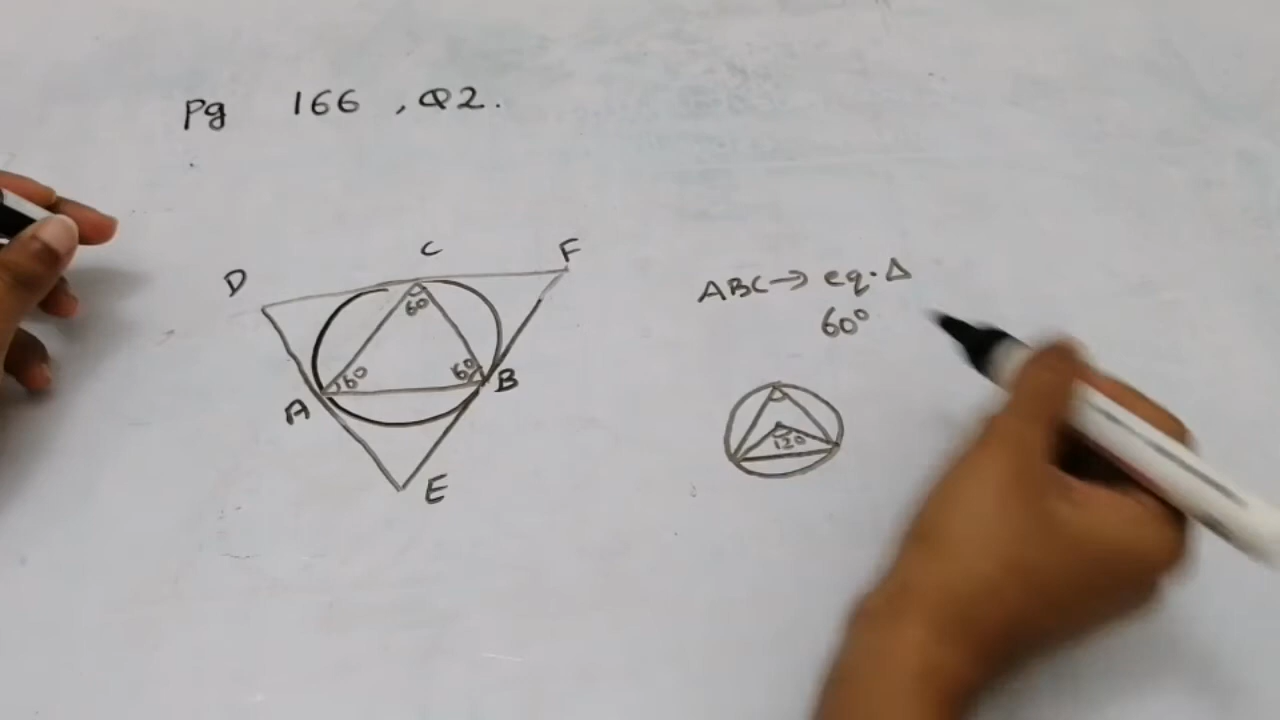 Pg 166, Q2.
C
F
D
60
60
60
B
A
E
ABC → eq. Δ
60°
120